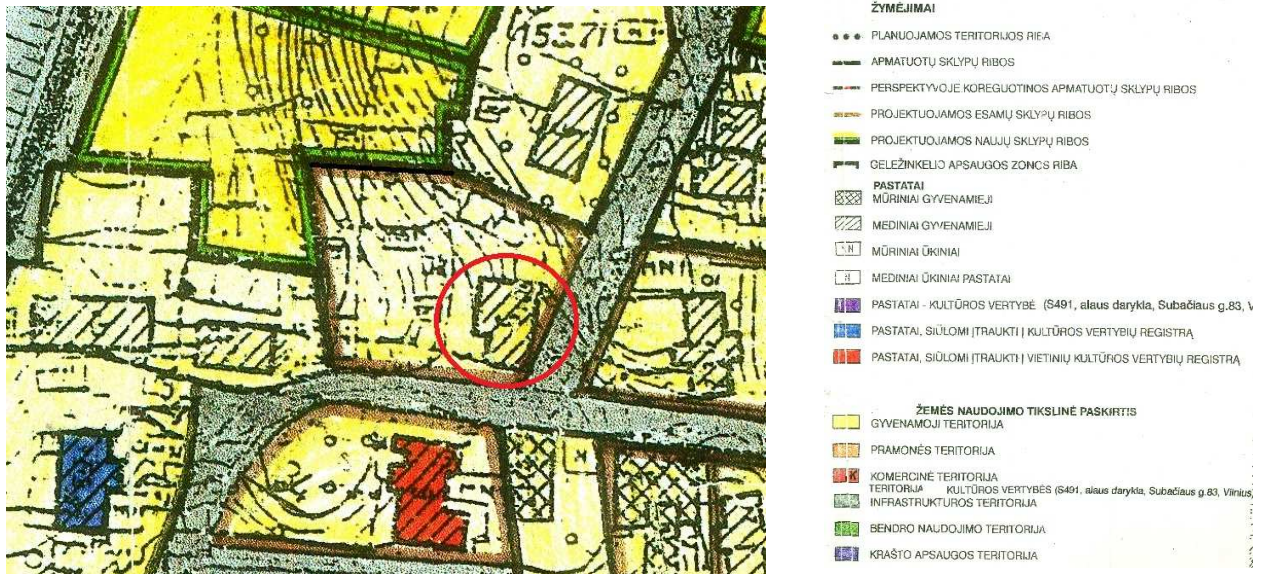 153.71
ŽYMĖJIMAI
PLANUOJAMOS TERITORIJOS RIBA
APMATUOTŲ SKLYPŲ RIBOS
PERSPEKTYVOJE KOREGUOTINOS APMATUOTŲ SKLYPŲ RIBOS
PROJEKTUOJAMOS ESAMŲ SKLYPŲ RIBOS
PROJEKTUOJAMOS NAUJŲ SKLYPŲ RIBOS
GELEŽINKELIO APSAUGOS ZONOS RIBA
PASTATAI
MŪRINIAI GYVENAMIEJI
MEDINIAI GYVENAMIEJI
MŪRINIAI ŪKINIAI
MEDINIAI ŪKINIAI PASTATAI
PASTATAI - KULTŪROS VERTYBĖ (S491, alaus darykla, Subačiaus g.83, V
PASTATAI, SIŪLOMI ĮTRAUKTI Į KULTŪROS VERTYBIŲ REGISTRĄ
PASTATAI, SIŪLOMI ĮTRAUKTI Į VIETINIŲ KULTŪROS VERTYBIŲ REGISTRĄ
ŽEMĖS NAUDOJIMO TIKSLINĖ PASKIRTIS
GYVENAMOJI TERITORIJA
PRAMONĖS TERITORIJA
K KOMERCINĖ TERITORIJA
TERITORIJA KULTŪROS VERTYBĖS (S491, alaus darykla, Subačiaus g.83, Vilnius)
INFRASTRUKTŪROS TERITORIJA
BENDRO NAUDOJIMO TERITORIJA
KRAŠTO APSAUGOS TERITORIJA